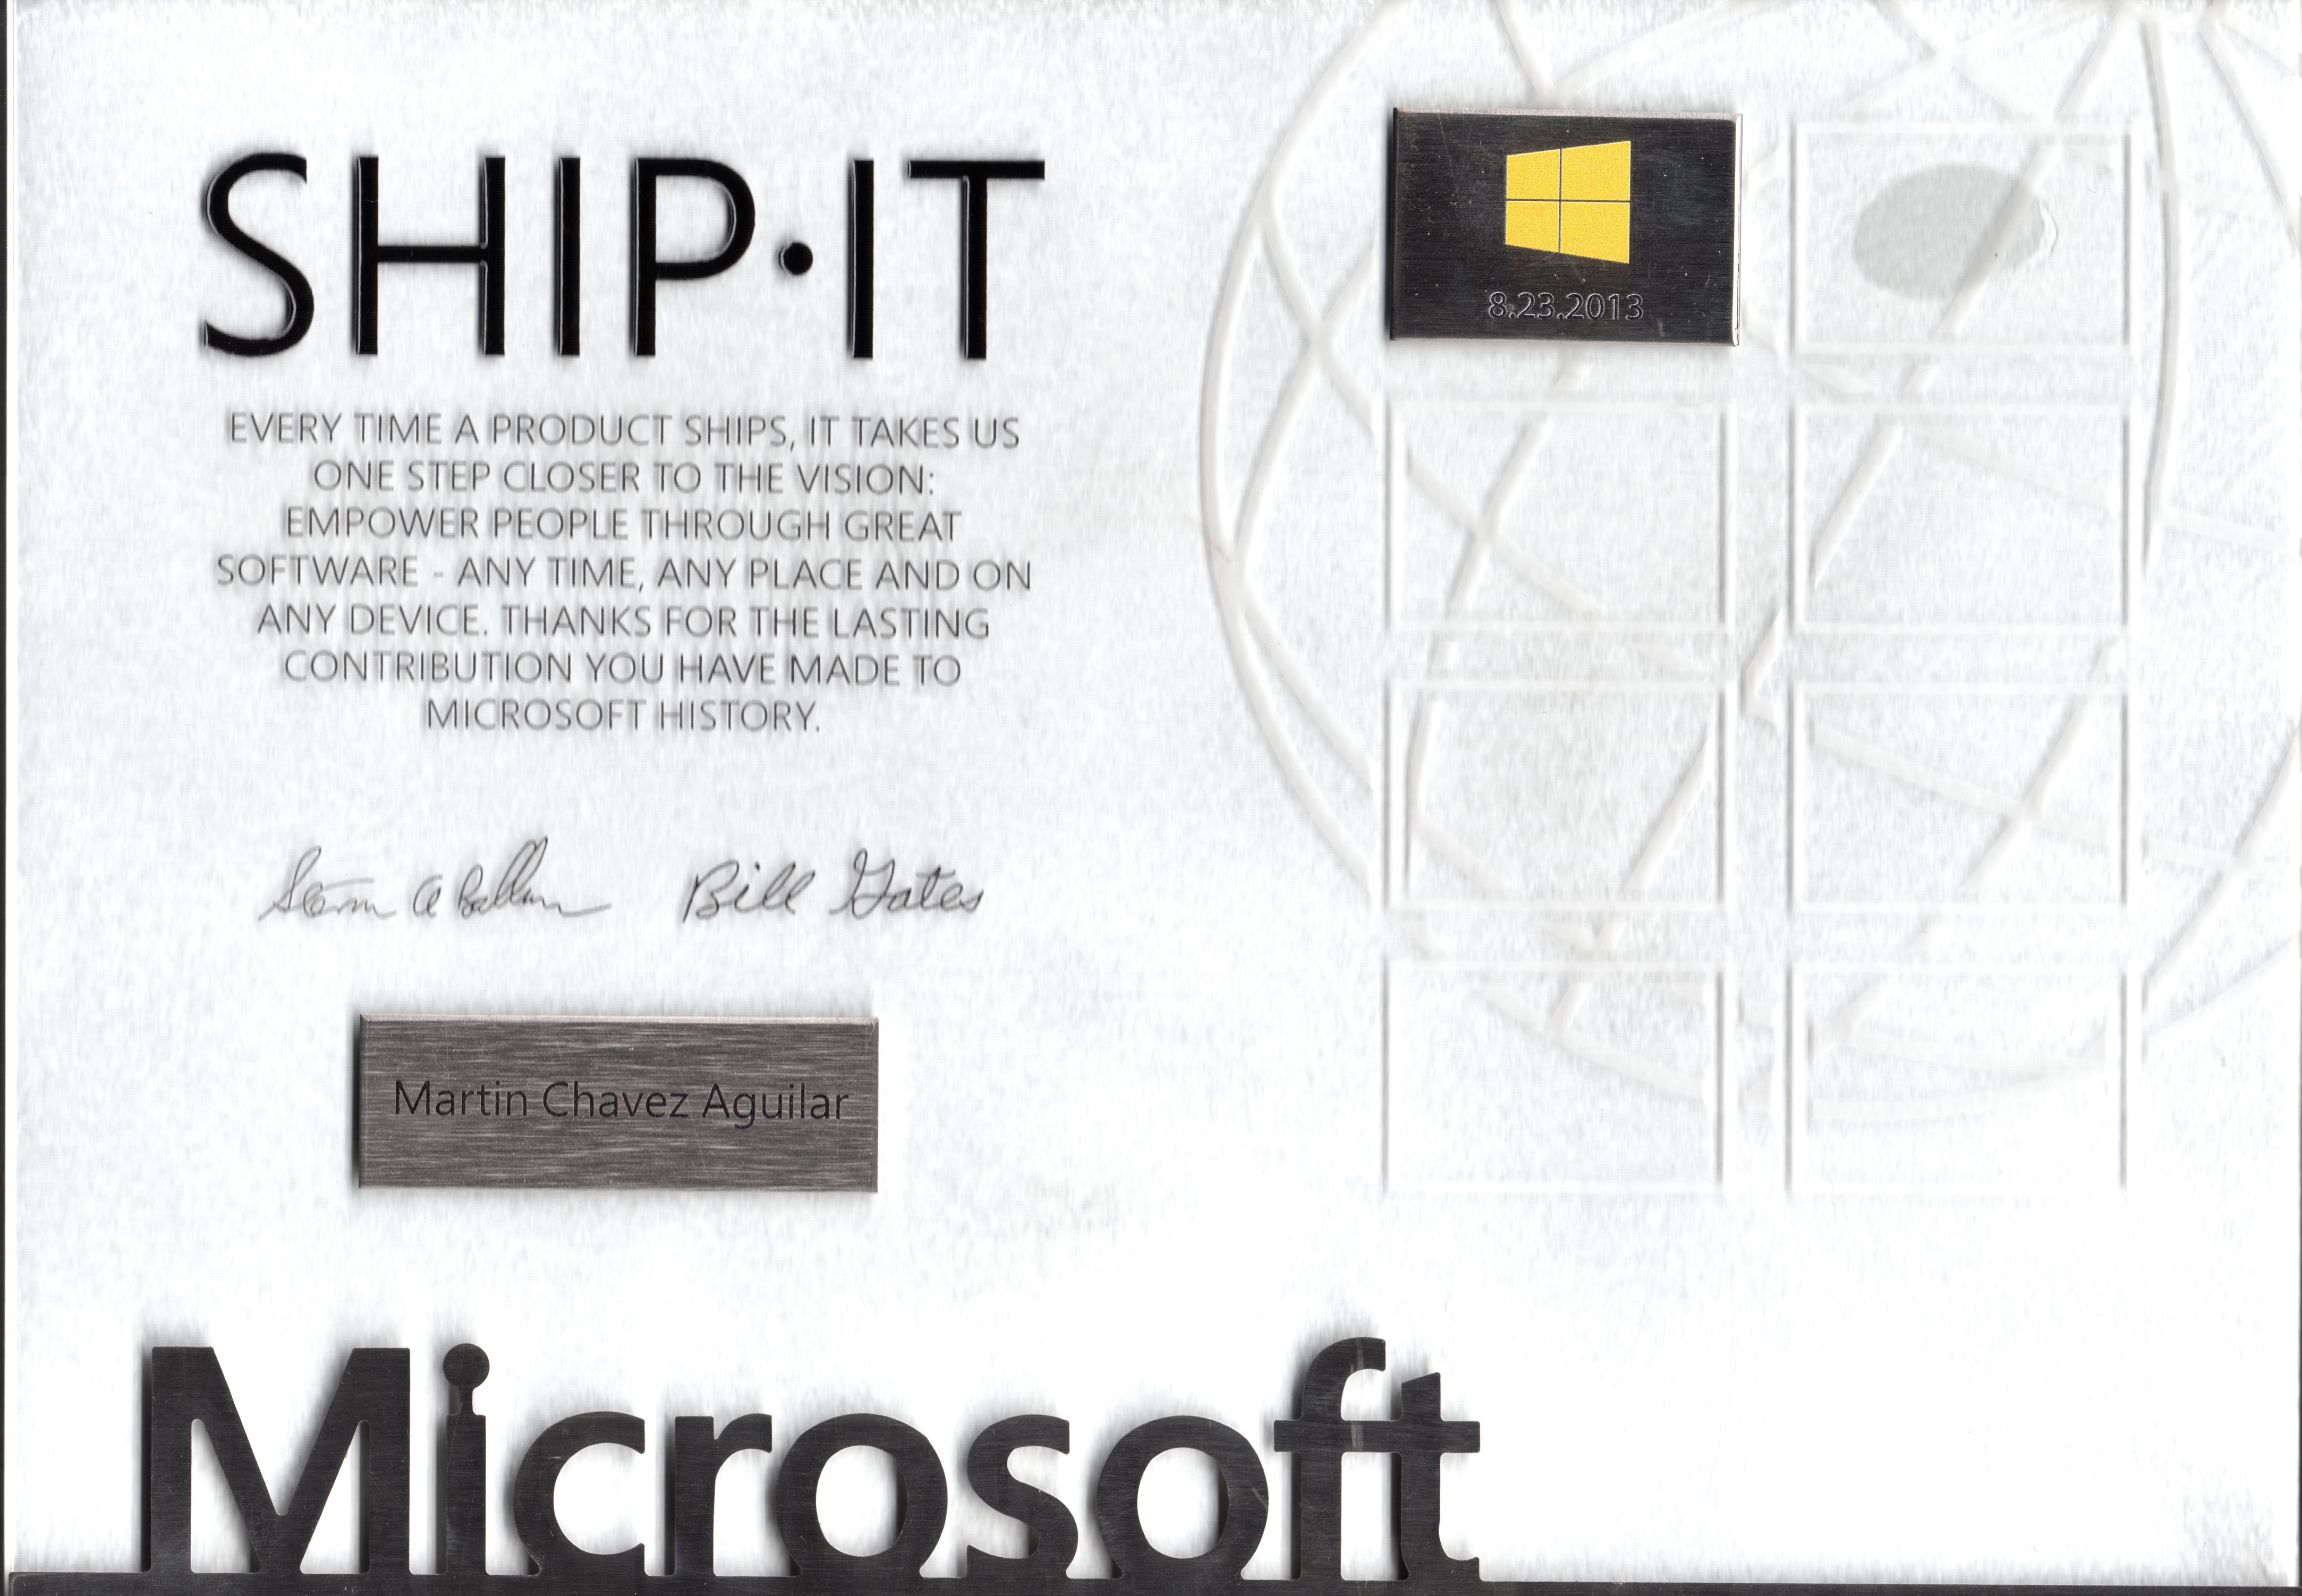 SHIP•IT
EVERY TIME A PRODUCT SHIPS, IT TAKES US
ONE STEP CLOSER TO THE VISION:
EMPOWER PEOPLE THROUGH GREAT
SOFTWARE - ANY TIME, ANY PLACE AND ON
ANY DEVICE. THANKS FOR THE LASTING
CONTRIBUTION YOU HAVE MADE TO
MICROSOFT HISTORY.
Bill Gates
Martin Chavez Aguilar
8.23.2013
Microsoft